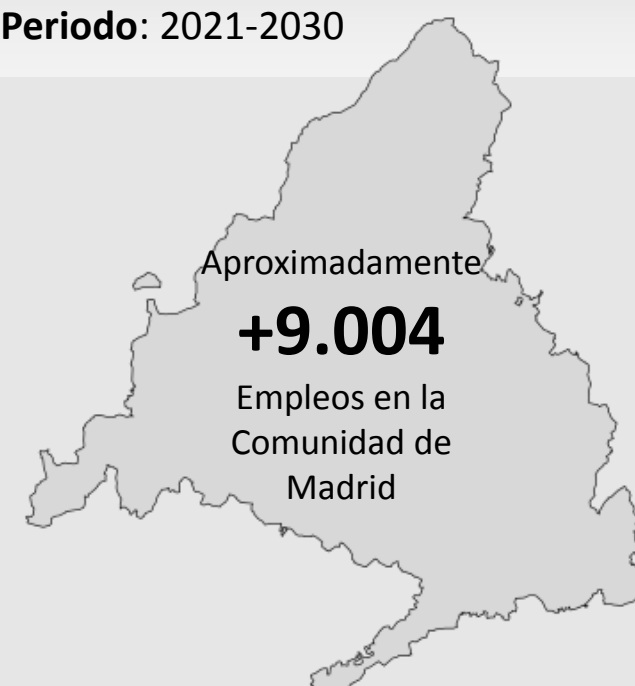 Periodo: 2021-2030
Aproximadamente
+9.004
Empleos en la
Comunidad de
Madrid